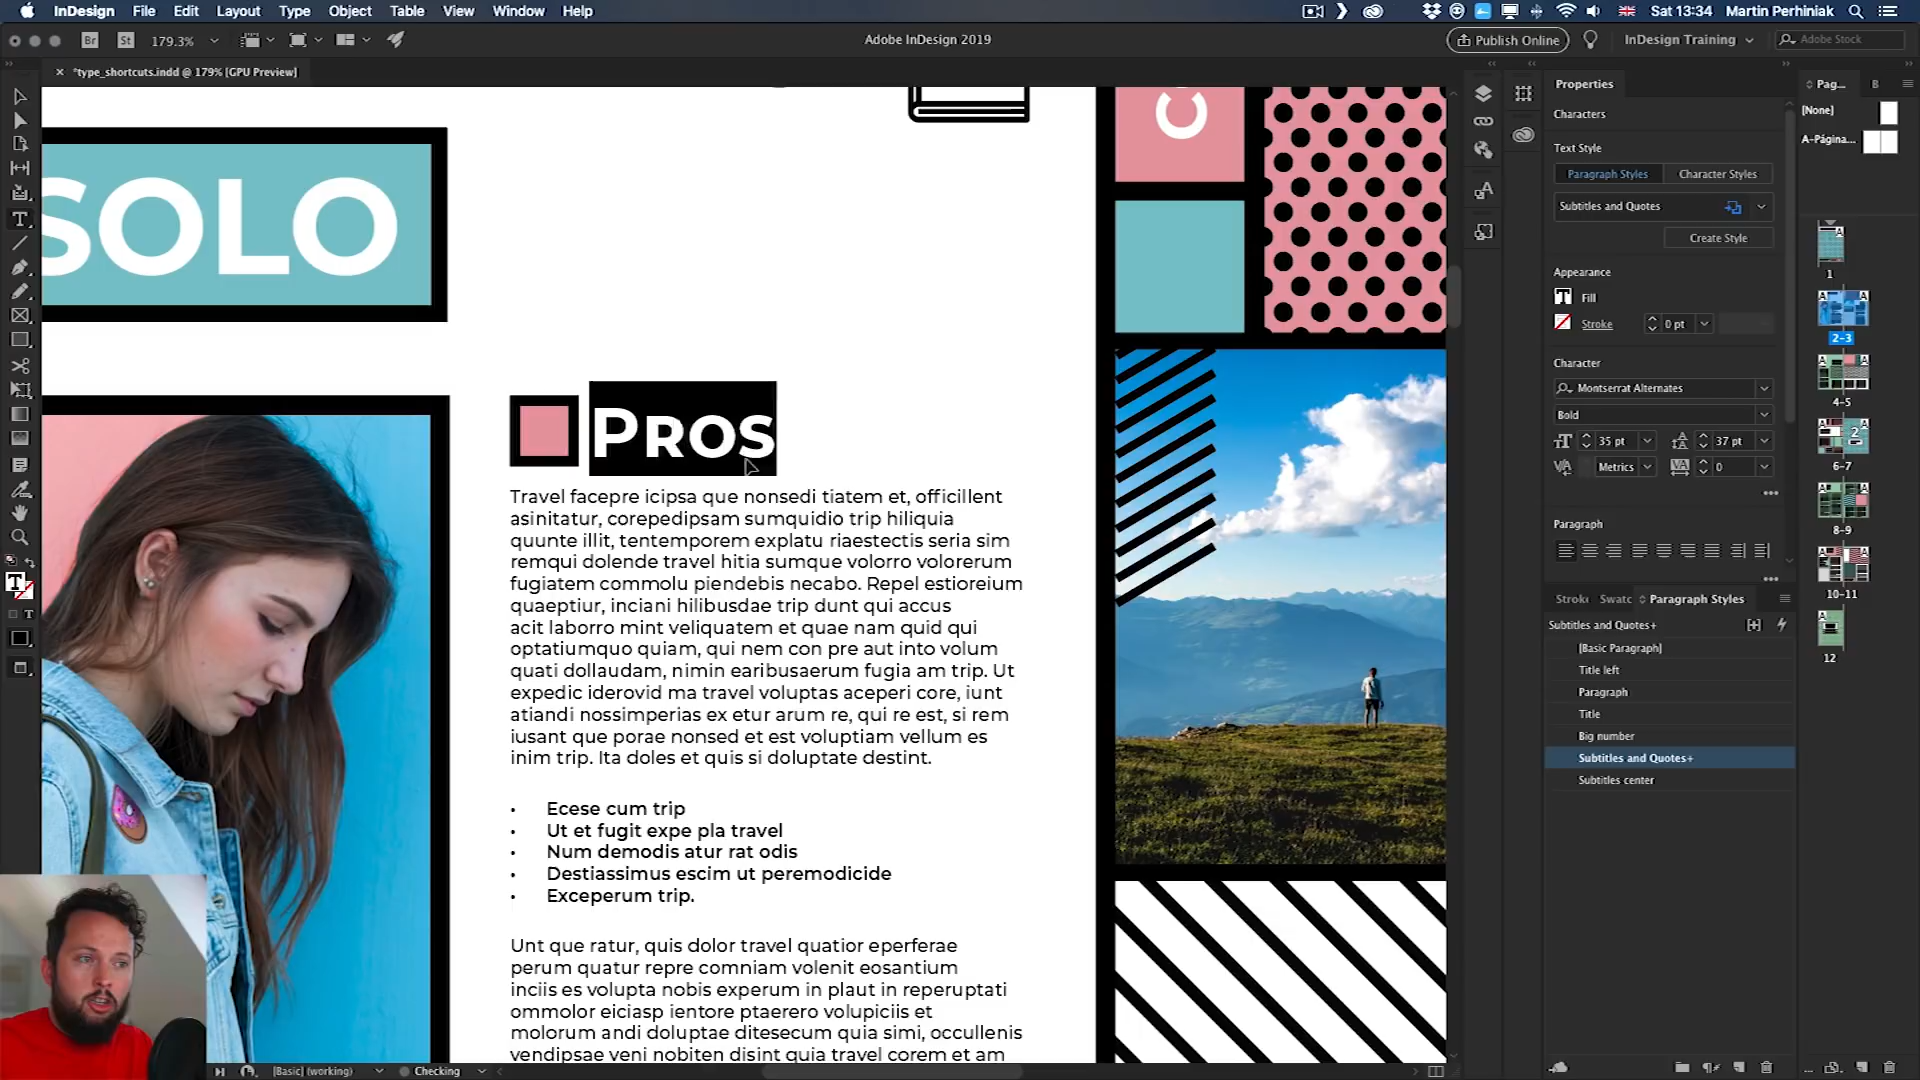 InDesign File Edit Layout Type Object Table View Window Help
Sat 13:34 Martin Perhiniak
Br St 179.3%
Adobe InDesign 2019
Publish Online
InDesign Training
Adobe Stock
*type_shortcuts.indd @ 179% [GPU Preview]
SOLO
PROS
Travel facepre icipsa que nonsedi tiatem et, officillent
asinitatur, corepedipsam sumquidio trip hiliquia
quunte illit, tentemporem explatu riaestectis seria sim
remqui dolende travel hitia sumque volorro volorerum
fugiatem commolu piendebis necabo. Repel estioreium
quaeptiur, inciani hilibusdae trip dunt qui accus
acit laborro mint veliquatem et quae nam quid qui
optatiumquo quiam, qui nem con pre aut into volum
quati dollaudam, nimin earibusaerum fugia am trip. Ut
expedic iderovid ma travel voluptas aceperi core, iunt
atiandi nossimperias ex etur arum re, qui re est, si rem
iusant que porae nonsed et est voluptiam vellum es
inim trip. Ita doles et quis si doluptate destint.
• Ecese cum trip
• Ut et fugit expe pla travel
• Num demodis atur rat odis
• Destiassimus escim ut peremodicide
• Exceperum trip.
Unt que ratur, quis dolor travel quatior eperferae
perum quatur repre comniam volenit eosantium
inciis es volupta nobis experum in plaut in reperuptati
ommolor eiciasp ientore ptaerero volupiciis et
molorum andi doluptae ditesecum quia simi, occullenis
vendipsae veni nobiten disint quia travel corem et am
[Basic] (working) Checking
Properties
Characters
Text Style
Paragraph Styles Character Styles
Subtitles and Quotes
Create Style
Appearance
Fill
Stroke 0 pt
Character
Montserrat Alternates
Bold
35 pt 37 pt
Metrics 0
Paragraph
Stroke Swatc Paragraph Styles
Subtitles and Quotes+
[Basic Paragraph]
Title left
Paragraph
Title
Big number
Subtitles and Quotes+
Subtitles center
Pag... B
[None]
A-Página...
1
2-3
4-5
6-7
8-9
10-11
12